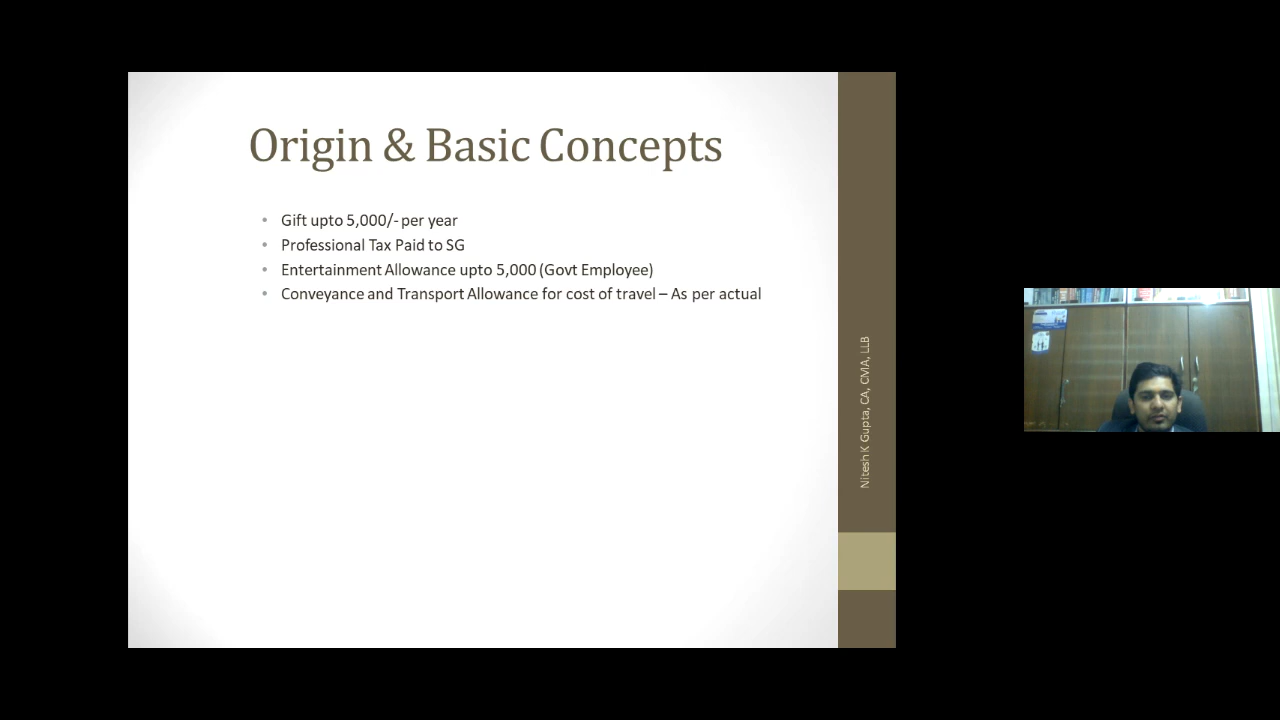 Origin & Basic Concepts
• Gift upto 5,000/- per year
• Professional Tax Paid to SG
• Entertainment Allowance upto 5,000 (Govt Employee)
• Conveyance and Transport Allowance for cost of travel – As per actual
Nitesh K Gupta, CA, CMA, LLB